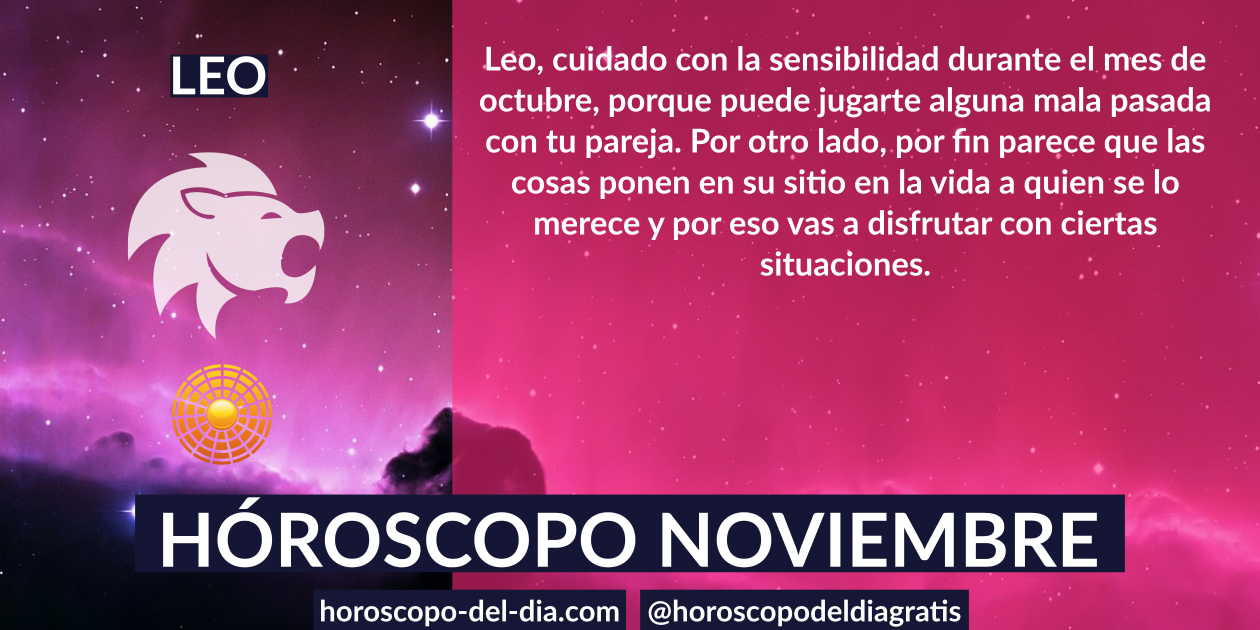 LEO
Leo, cuidado con la sensibilidad durante el mes de
octubre, porque puede jugarte alguna mala pasada
con tu pareja. Por otro lado, por fin parece que las
cosas ponen en su sitio en la vida a quien se lo
merece y por eso vas a disfrutar con ciertas
situaciones.
HÓROSCOPO NOVIEMBRE
horoscopo-del-dia.com @horoscopodeldiagratis